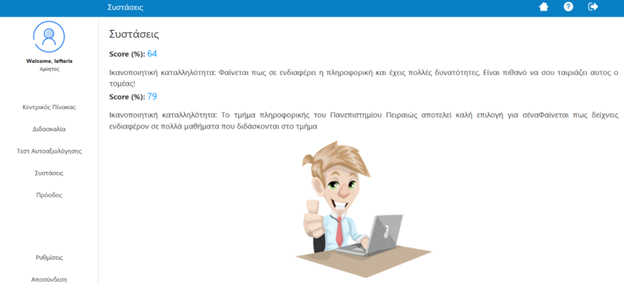 Συστάσεις
Welcome, lefteris
Αμύητος
Κεντρικός Πίνακας
Διδασκαλία
Τεστ Αυτοαξιολόγησης
Συστάσεις
Πρόοδος
Ρυθμίσεις
Αποσύνδεση
Συστάσεις
Score (%): 64
Ικανοποιητική καταλληλότητα: Φαίνεται πως σε ενδιαφέρει η πληροφορική και έχεις πολλές δυνατότητες. Είναι πιθανό να σου ταιριάζει αυτος ο
τομέας!
Score (%): 79
Ικανοποιητική καταλληλότητα: Το τμήμα πληροφορικής του Πανεπιστημίου Πειραιώς αποτελεί καλή επιλογή για σέναΦαίνεται πως δείχνεις
ενδιαφέρον σε πολλά μαθήματα που διδάσκονται στο τμήμα